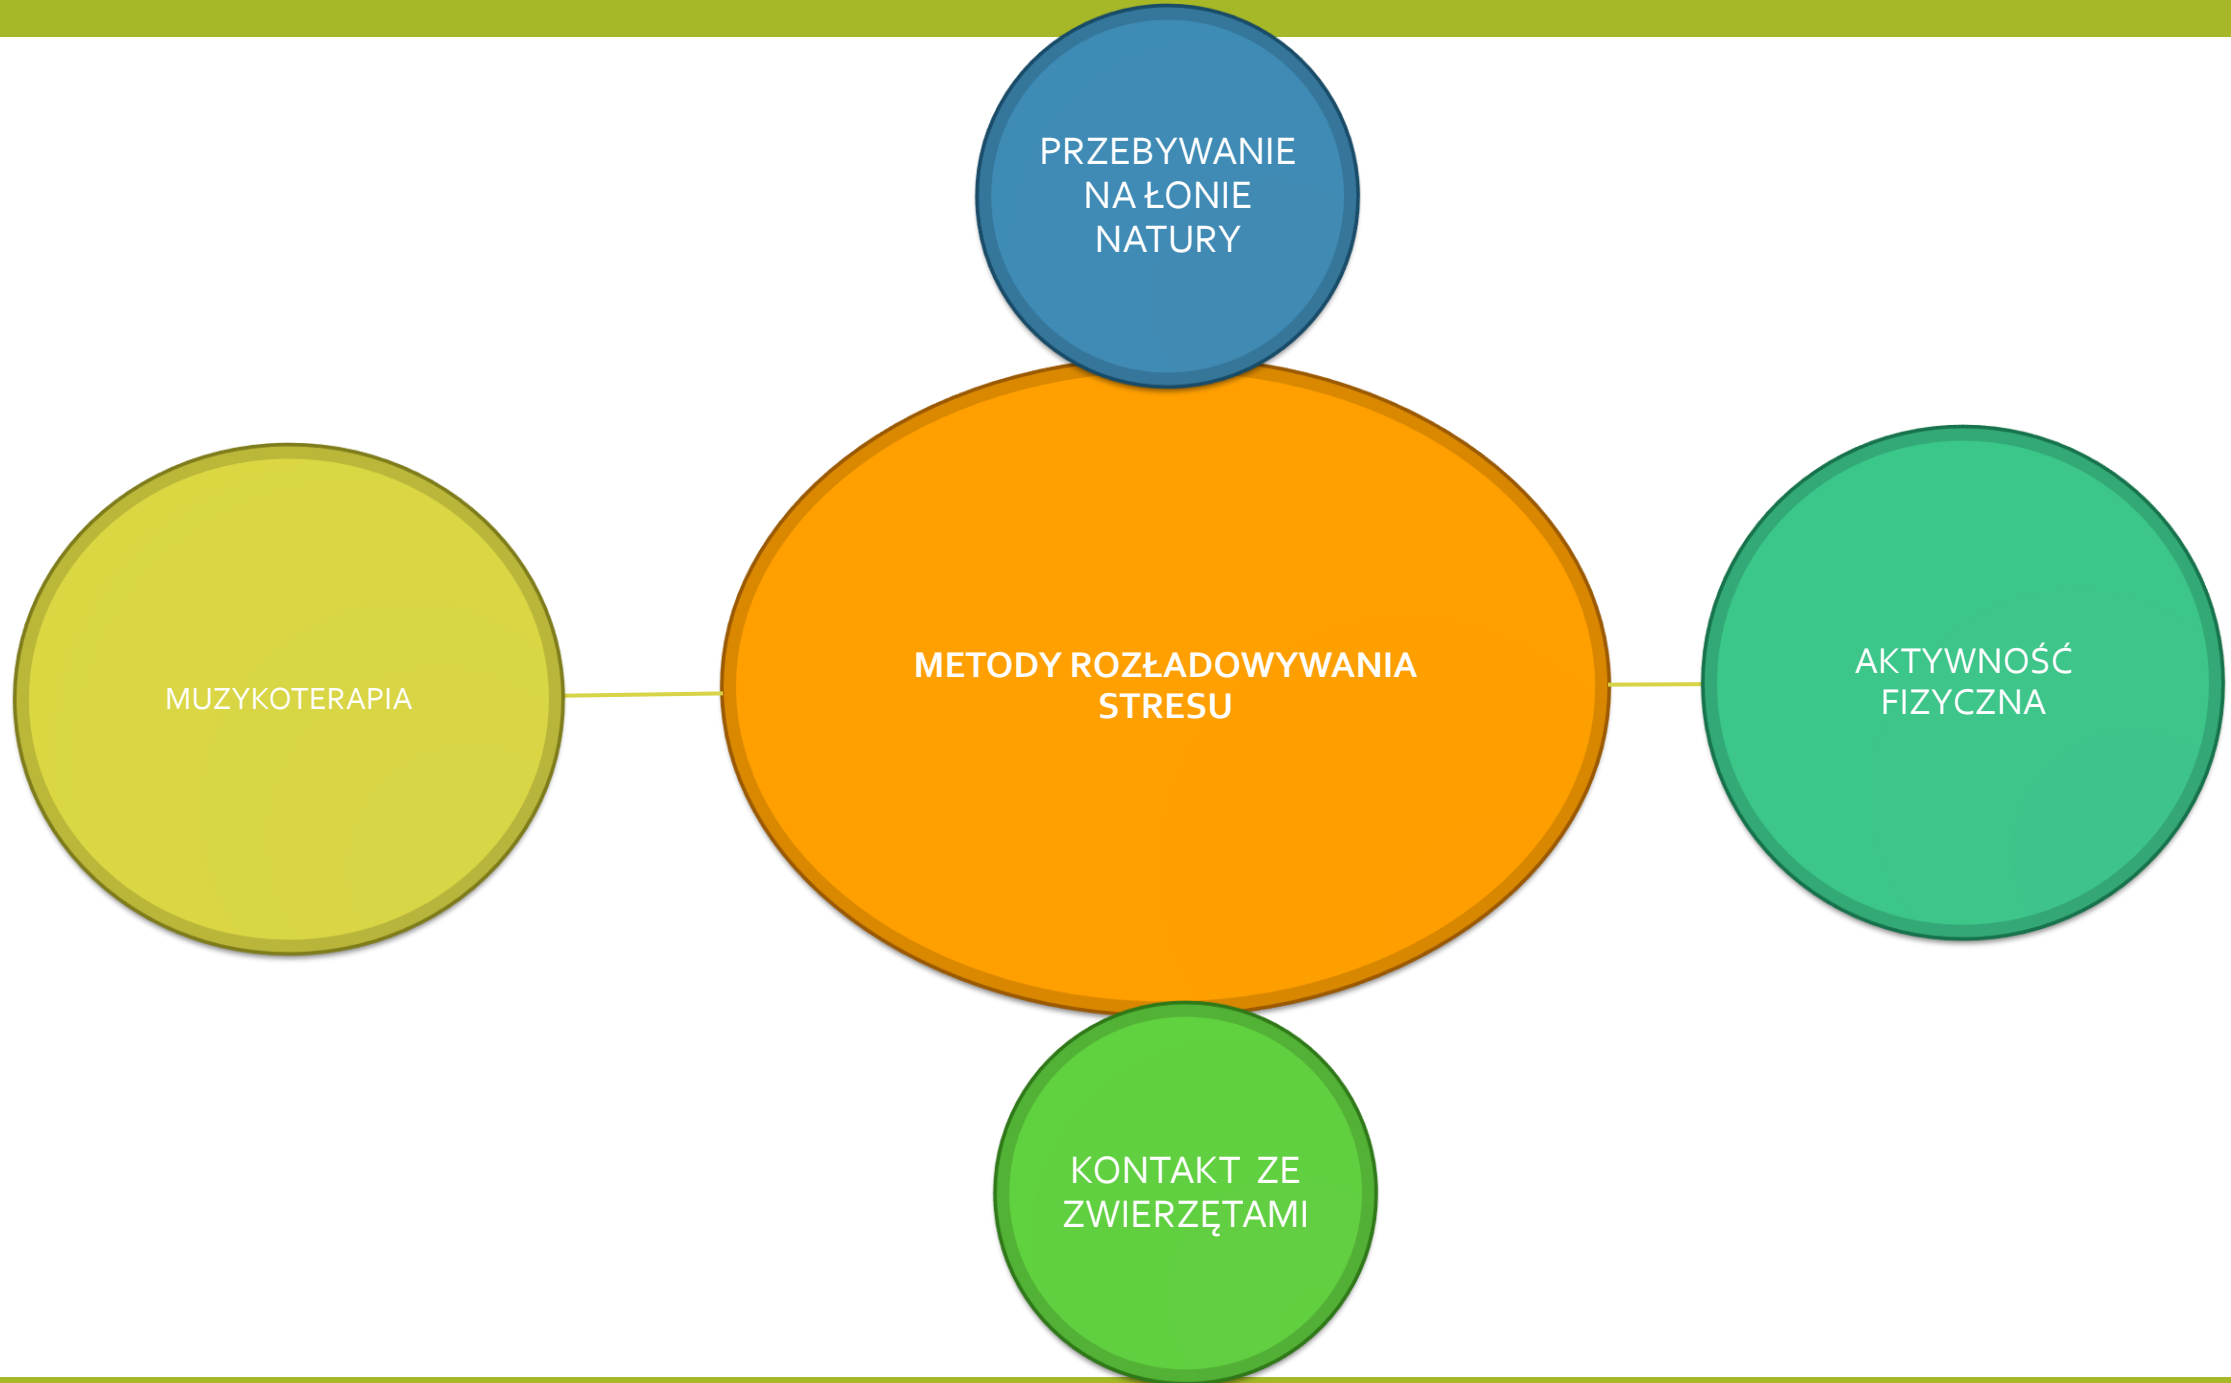 PRZEBYWANIE
NA ŁONIE
NATURY
MUZYKOTERAPIA
METODY ROZŁADOWYWANIA
STRESU
AKTYWNOŚĆ
FIZYCZNA
KONTAKT ZE
ZWIERZĘTAMI